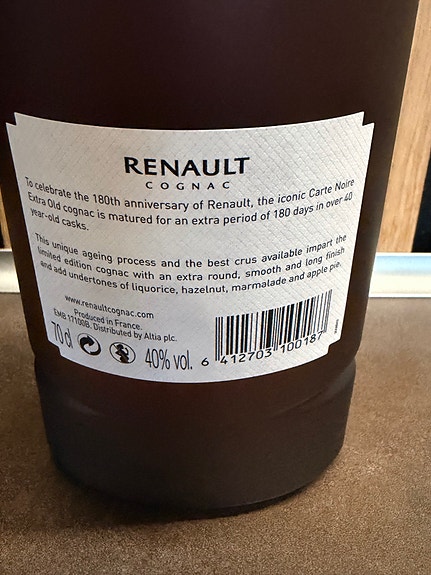 RENAULT
COGNAC
To celebrate the 180th anniversary of Renault, the iconic Carte Noire
Extra Old cognac is matured for an extra period of 180 days in over 40
year-old casks.
This unique ageing process and the best crus available impart the
limited edition cognac with an extra round, smooth and long finish
and add undertones of liquorice, hazelnut, marmalade and apple pie.
www.renaultcognac.com
Produced in France.
EMB 17100B. Distributed by Altia plc.
70 cl 40% vol. 6 412703 100187